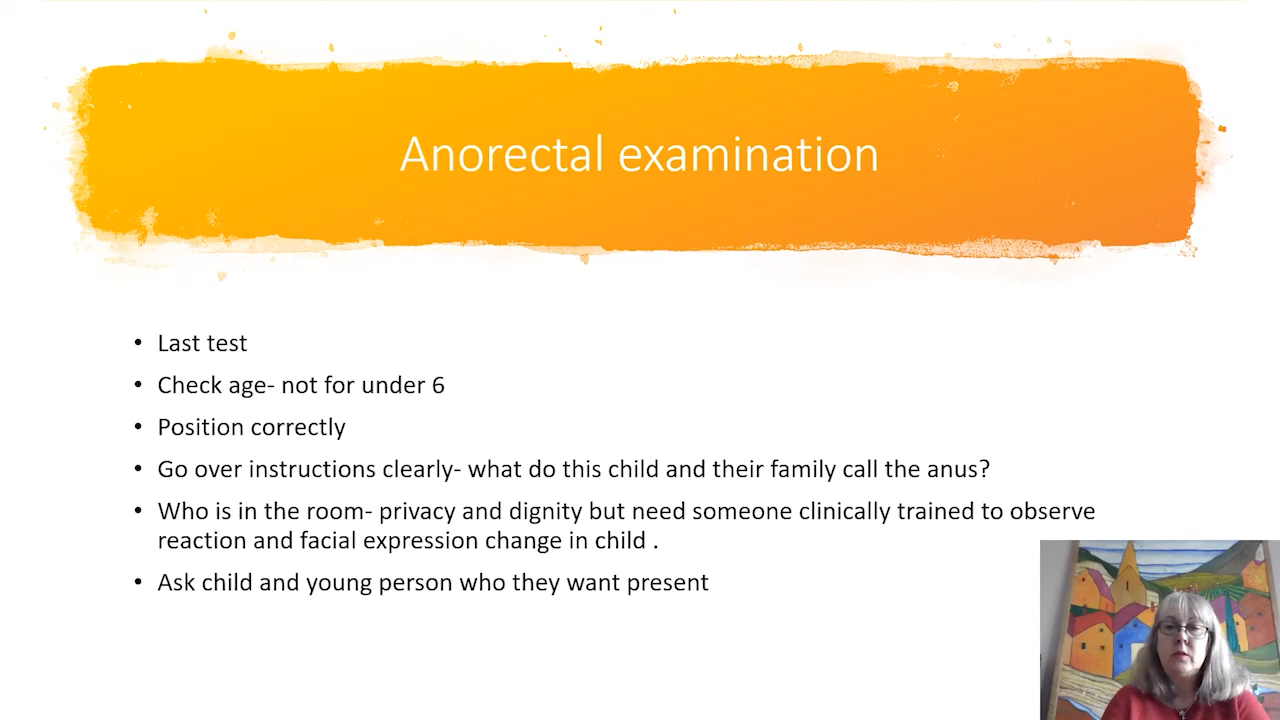 Anorectal examination
• Last test
• Check age- not for under 6
• Position correctly
• Go over instructions clearly- what do this child and their family call the anus?
• Who is in the room- privacy and dignity but need someone clinically trained to observe
reaction and facial expression change in child .
• Ask child and young person who they want present